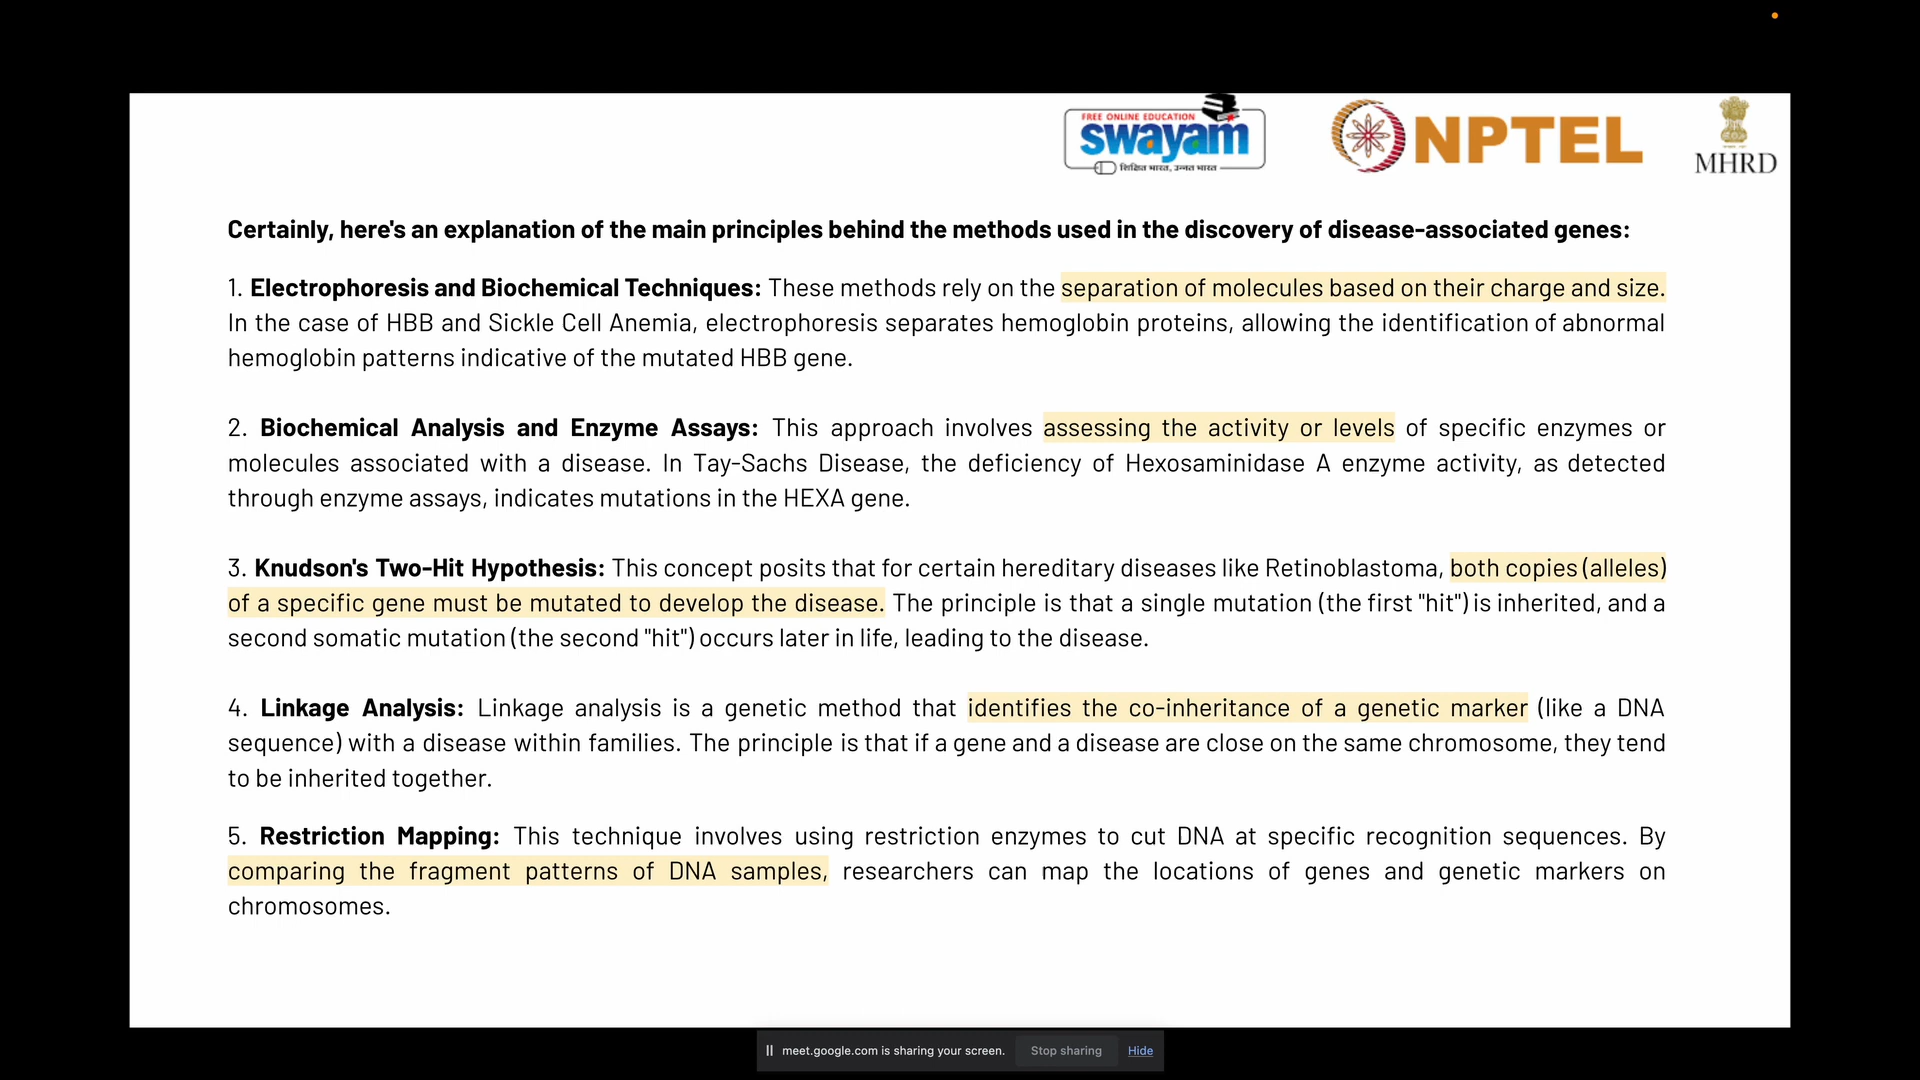 FREE ONLINE EDUCATION
swayam
शिक्षित भारत, उन्नत भारत
NPTEL
MHRD
Certainly, here's an explanation of the main principles behind the methods used in the discovery of disease-associated genes:
1. Electrophoresis and Biochemical Techniques: These methods rely on the separation of molecules based on their charge and size.
In the case of HBB and Sickle Cell Anemia, electrophoresis separates hemoglobin proteins, allowing the identification of abnormal
hemoglobin patterns indicative of the mutated HBB gene.
2. Biochemical Analysis and Enzyme Assays: This approach involves assessing the activity or levels of specific enzymes or
molecules associated with a disease. In Tay-Sachs Disease, the deficiency of Hexosaminidase A enzyme activity, as detected
through enzyme assays, indicates mutations in the HEXA gene.
3. Knudson's Two-Hit Hypothesis: This concept posits that for certain hereditary diseases like Retinoblastoma, both copies (alleles)
of a specific gene must be mutated to develop the disease. The principle is that a single mutation (the first "hit") is inherited, and a
second somatic mutation (the second "hit") occurs later in life, leading to the disease.
4. Linkage Analysis: Linkage analysis is a genetic method that identifies the co-inheritance of a genetic marker (like a DNA
sequence) with a disease within families. The principle is that if a gene and a disease are close on the same chromosome, they tend
to be inherited together.
5. Restriction Mapping: This technique involves using restriction enzymes to cut DNA at specific recognition sequences. By
comparing the fragment patterns of DNA samples, researchers can map the locations of genes and genetic markers on
chromosomes.
meet.google.com is sharing your screen. Stop sharing Hide